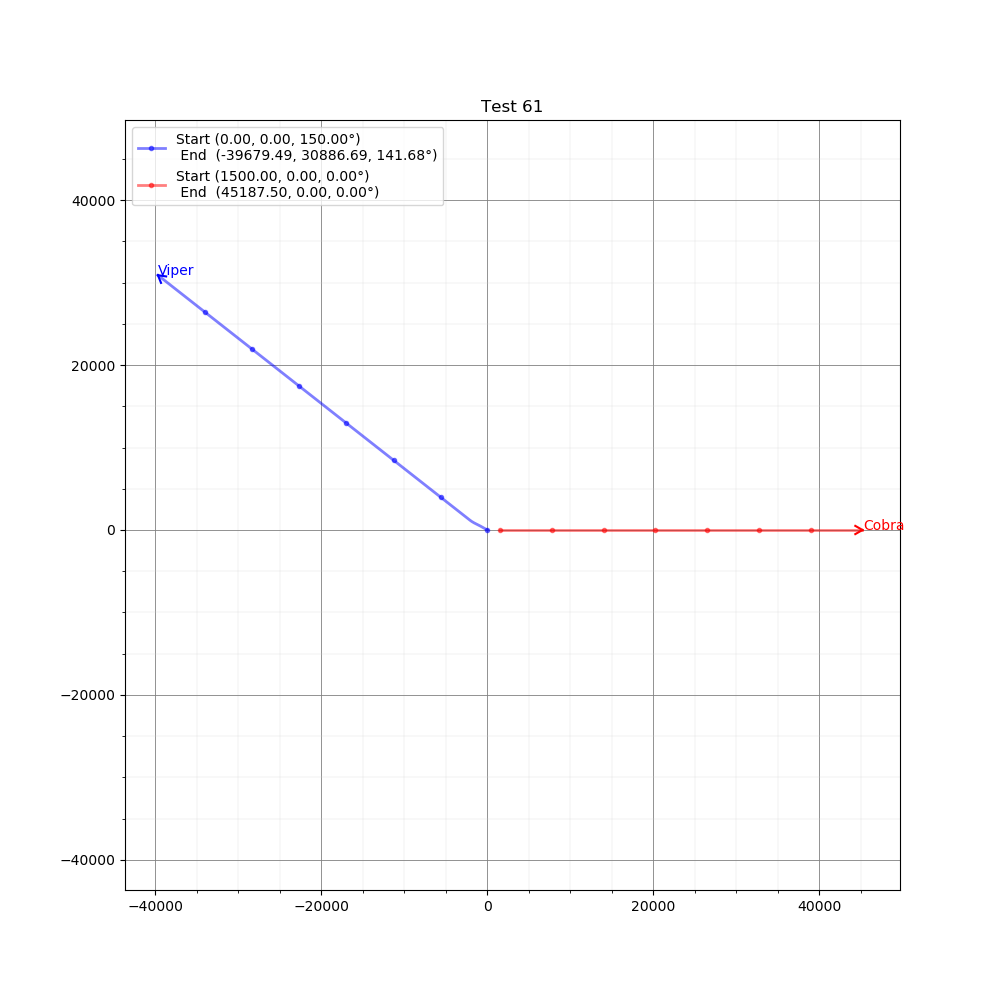 Test 61
Start (0.00, 0.00, 150.00°)
End  (-39679.49, 30886.69, 141.68°)
Start (1500.00, 0.00, 0.00°)
End  (45187.50, 0.00, 0.00°)
40000
Viper
20000
0
Cobra
−20000
−40000
−40000
−20000
0
20000
40000